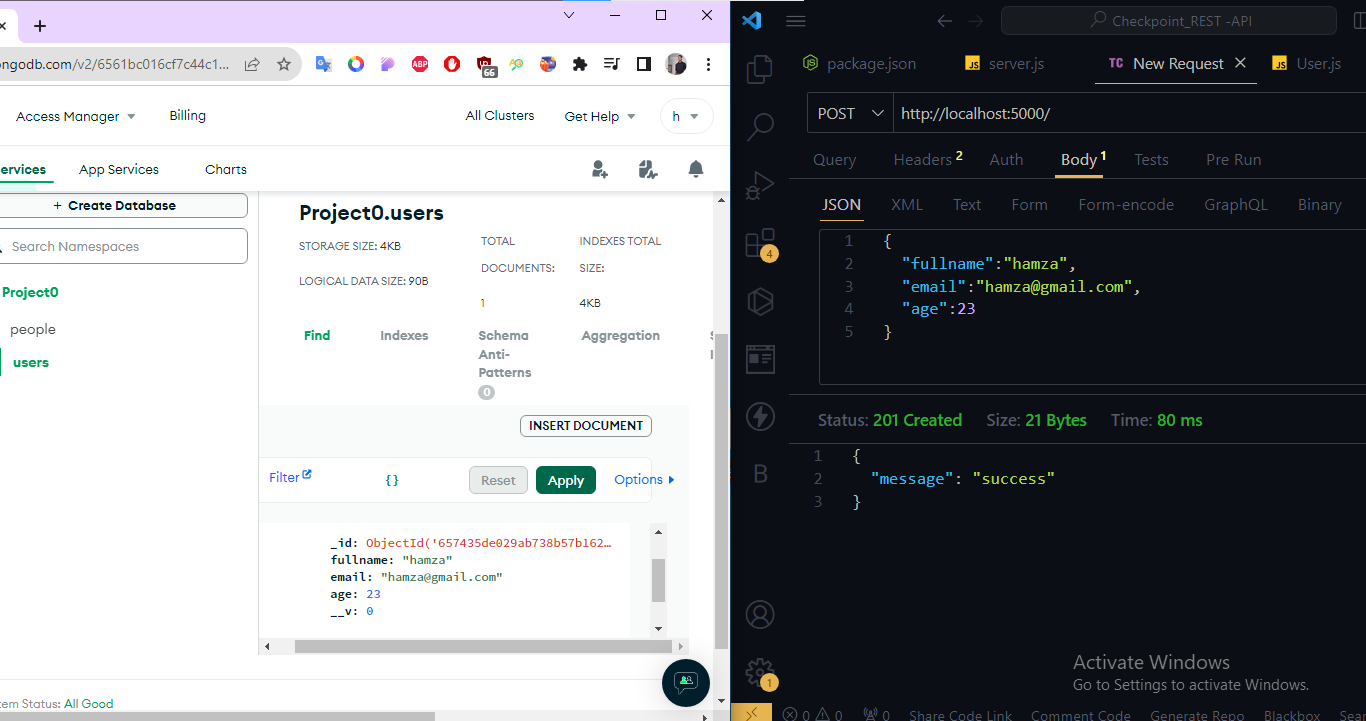 ongodb.com/v2/6561bc016cf7c44c1...
66
Access Manager
Billing
All Clusters
Get Help
h
ervices
App Services
Charts
+ Create Database
Search Namespaces
Project0
people
users
Project0.users
STORAGE SIZE: 4KB
TOTAL DOCUMENTS: 1
INDEXES TOTAL SIZE: 4KB
LOGICAL DATA SIZE: 90B
Find
Indexes
Schema
Anti-
Patterns
0
Aggregation
INSERT DOCUMENT
Filter
{}
Reset
Apply
Options
_id: ObjectId('657435de029ab738b57b162...
fullname: "hamza"
email: "hamza@gmail.com"
age: 23
__v: 0
tem Status: All Good
Checkpoint_REST -API
package.json
JS server.js
TC New Request
JS User.js
POST
http://localhost:5000/
Query
Headers 2
Auth
Body 1
Tests
Pre Run
JSON
XML
Text
Form
Form-encode
GraphQL
Binary
1 {
2 "fullname":"hamza",
3 "email":"hamza@gmail.com",
4 "age":23
5 }
4
Status: 201 Created
Size: 21 Bytes
Time: 80 ms
1 {
2 "message": "success"
3 }
B
1
Activate Windows
Go to Settings to activate Windows.
0
0
0
Share Code Link
Comment Code
Generate Repo
Blackbox
Sear